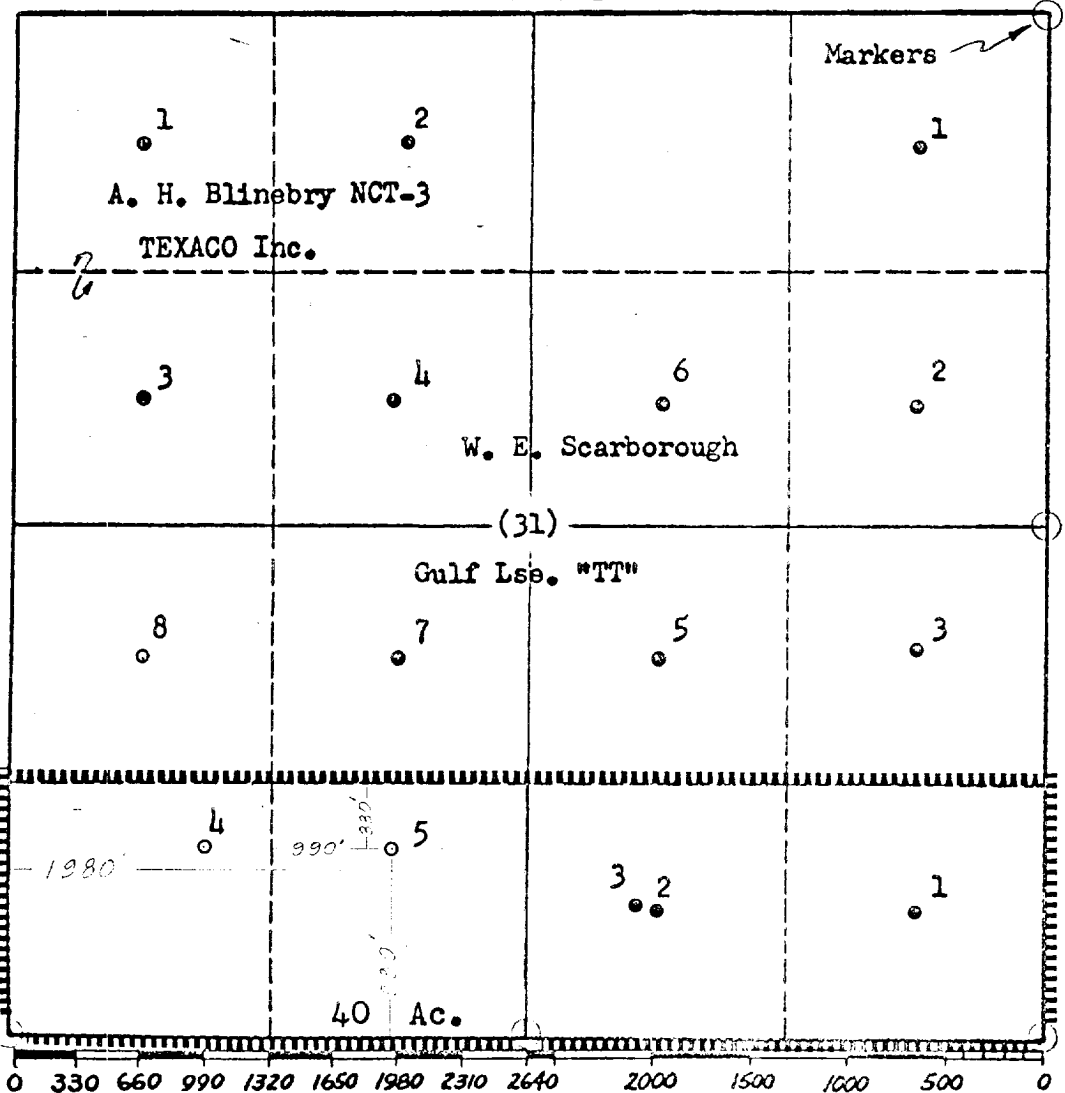 Markers
1
2
1
A. H. Blinebry NCT-3
TEXACO Inc.
3
4
6
2
W. E. Scarborough
(31)
Gulf Lse. "TT"
8
7
5
3
4
990'
330'
5
1980'
3
2
1
40 Ac.
0 330 660 990 1320 1650 1980 2310 2640 2000 1500 1000 500 0